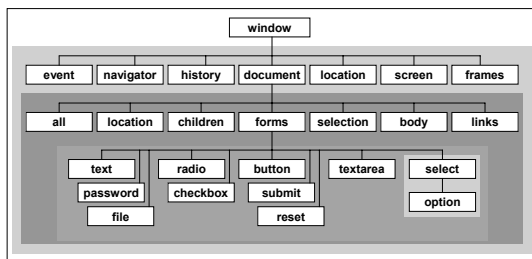 window
event navigator history document location screen frames
all location children forms selection body links
text radio button textarea select
password checkbox submit
option
file reset